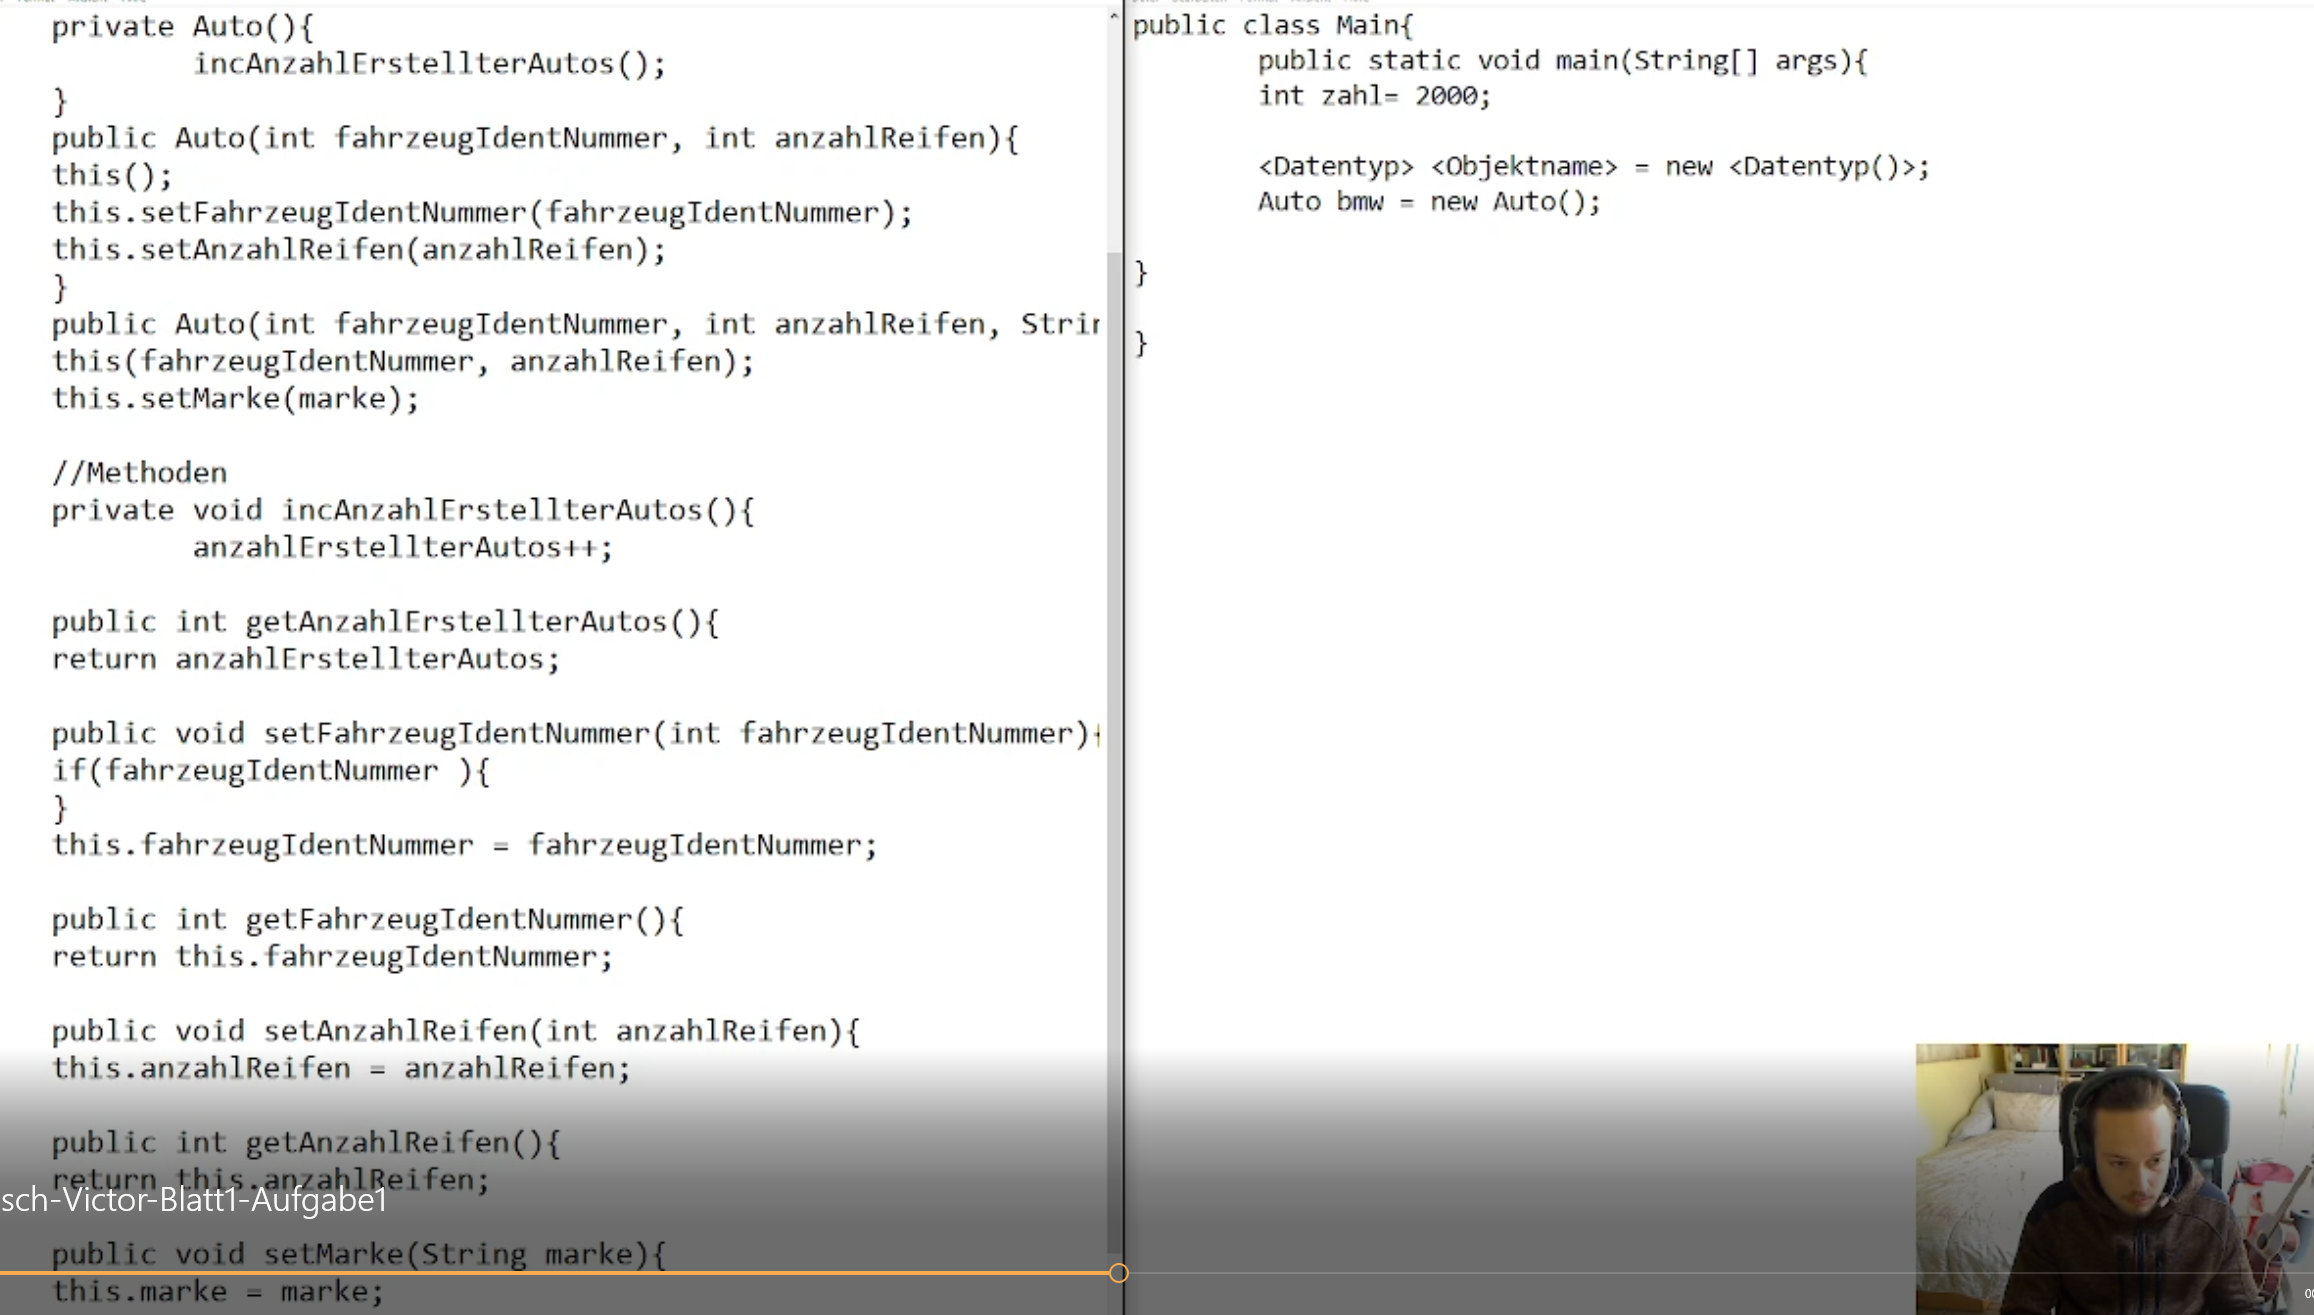 private Auto(){
incAnzahlErstellterAutos();
}
public Auto(int fahrzeugIdentNummer, int anzahlReifen){
this();
this.setFahrzeugIdentNummer(fahrzeugIdentNummer);
this.setAnzahlReifen(anzahlReifen);
}
public Auto(int fahrzeugIdentNummer, int anzahlReifen,
this(fahrzeugIdentNummer, anzahlReifen);
this.setMarke(marke);
//Methoden
private void incAnzahlErstellterAutos(){
anzahlErstellterAutos++;
public int getAnzahlErstellterAutos(){
return anzahlErstellterAutos;
public void setFahrzeugIdentNummer(int fahrzeugIdentNummer){
if(fahrzeugIdentNummer ){
}
this.fahrzeugIdentNummer = fahrzeugIdentNummer;
public int getFahrzeugIdentNummer(){
return this.fahrzeugIdentNummer;
public void setAnzahlReifen(int anzahlReifen){
this.anzahlReifen = anzahlReifen;
public int getAnzahlReifen(){
return this.anzahlReifen;
sch-Victor-Blatt1-Aufgabe1
public void setMarke(String marke){
this.marke = marke;
public class Main{
public static void main(String[] args){
int zahl= 2000;
<Datentyp> <Objektname> = new <Datentyp()>;
Auto bmw = new Auto();
}
}